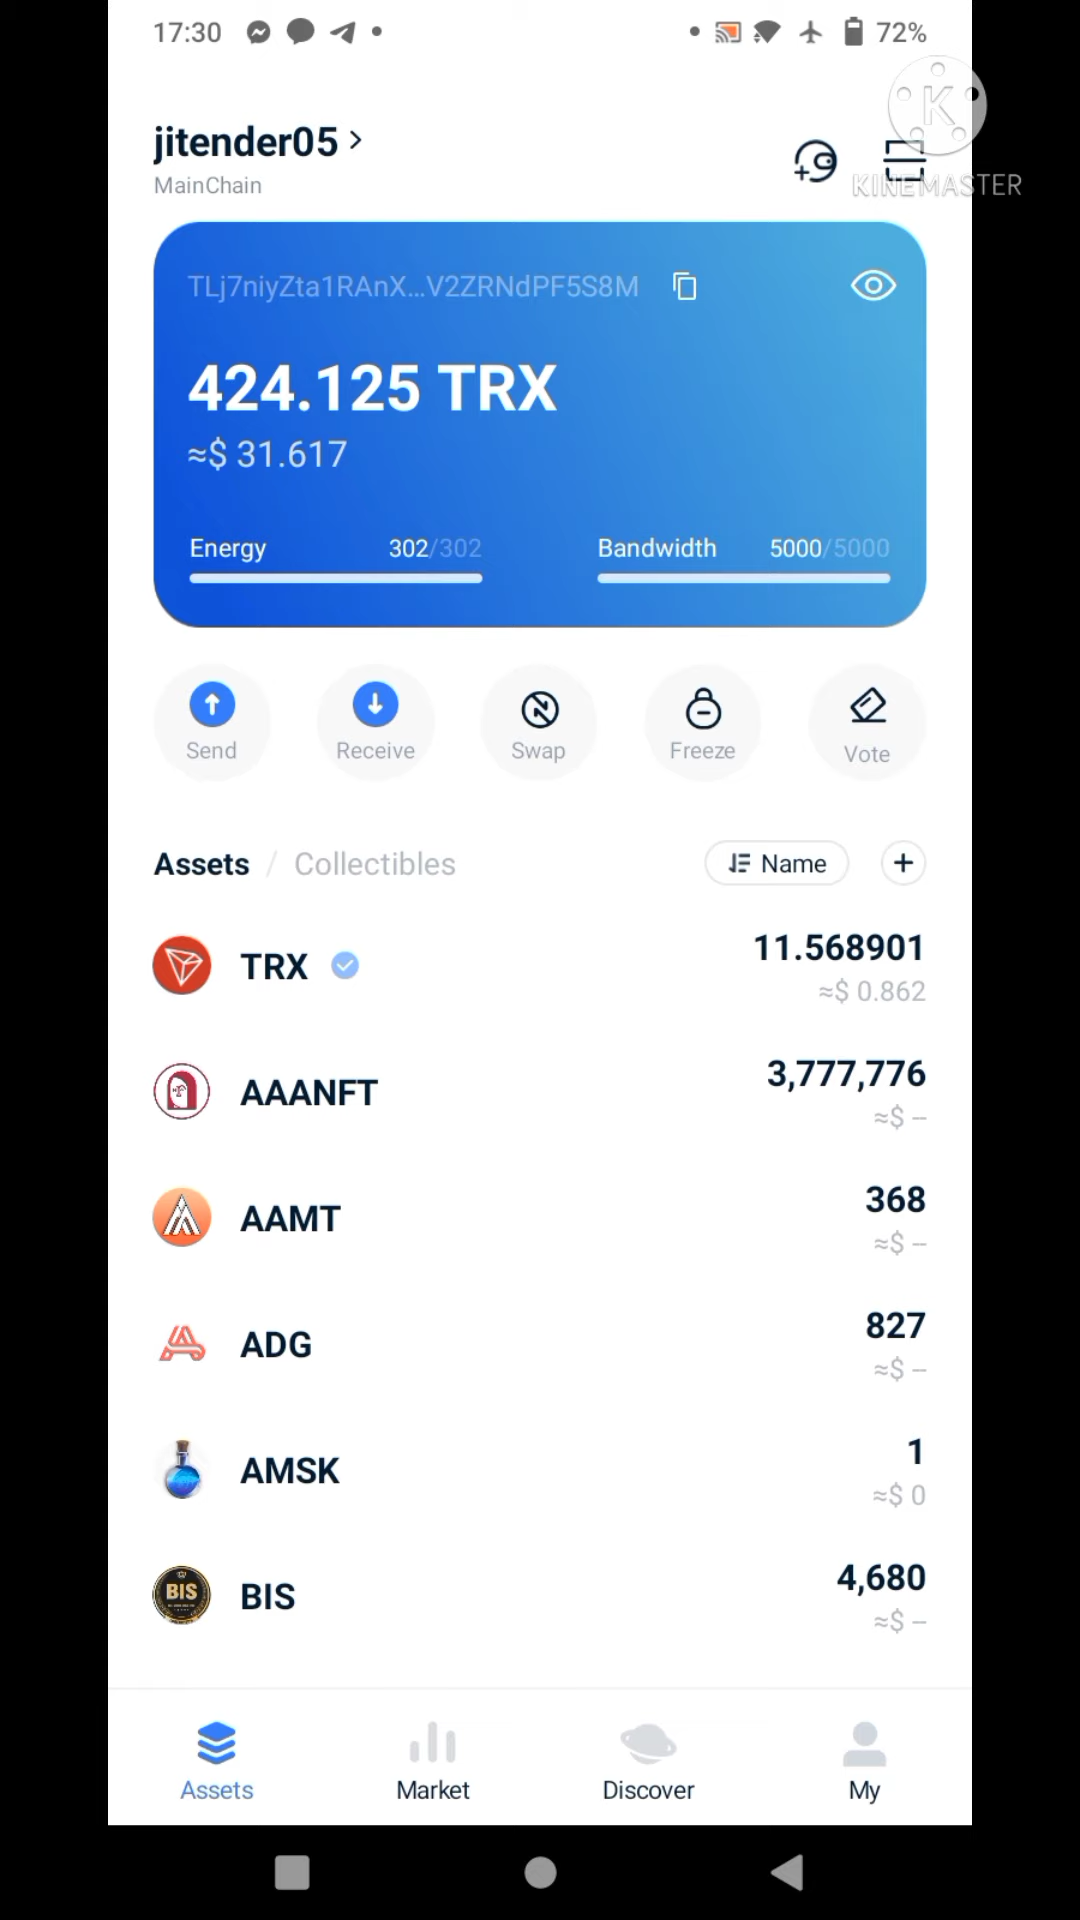 17:30
72%
K
KINEMASTER
jitender05 >
MainChain
TLj7niyZta1RAnX...V2ZRNdPF5S8M
424.125 TRX
≈$ 31.617
Energy 302/302
Bandwidth 5000/5000
Send
Receive
Swap
Freeze
Vote
Assets / Collectibles
Name
+
TRX
11.568901
≈$ 0.862
AAANFT
3,777,776
≈$ --
AAMT
368
≈$ --
ADG
827
≈$ --
AMSK
1
≈$ 0
BIS
BIS
4,680
≈$ --
Assets
Market
Discover
My